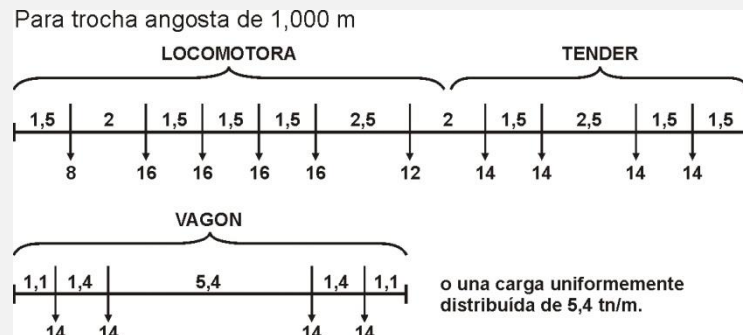 Para trocha angosta de 1,000 m
LOCOMOTORA TENDER
1,5 2 1,5 1,5 1,5 2,5 2 1,5 2,5 1,5 1,5
8 16 16 16 16 12 14 14 14 14
VAGON
1,1 1,4 5,4 1,4 1,1
14 14 14 14
o una carga uniformemente
distribuída de 5,4 tn/m.